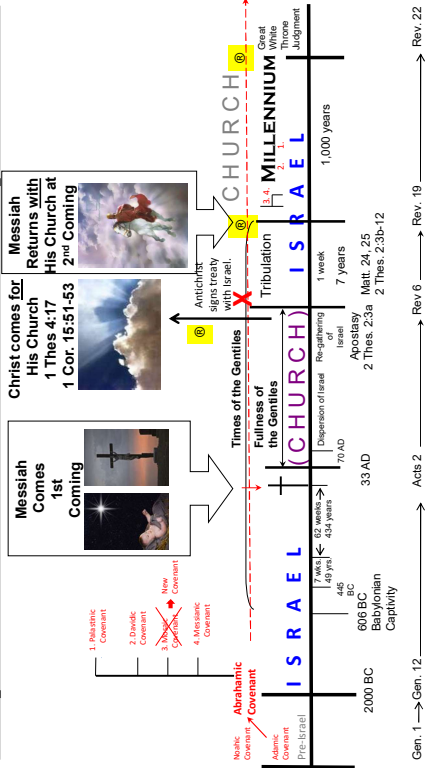 Messiah
Comes
1st
Coming
Christ comes for
His Church
1 Thes 4:17
1 Cor. 15:51-53
Messiah
Returns with
His Church at
2nd Coming
1. Palastinic
Covenant
2. Davidic
Covenant
3. Mosaic
Covenant
New
Covenant
4. Messianic
Covenant
Noahic
Covenant
Adamic
Covenant
Abrahamic
Covenant
Times of the Gentiles
Fullness of
the Gentiles
®
Antichrist
signs treaty
with Israel.
X
®
CHURCH
®
Tribulation
3. 4.
2. 1.
MILLENNIUM
Great
White
Throne
Judgment
Pre-Israel
ISRAEL
(CHURCH)
ISRAEL
2000 BC
606 BC
Babylonian
Captivity
445
BC
7 wks.
49 yrs.
62 weeks
434 years
33 AD
70 AD
Dispersion of Israel
Re-gathering
of
Israel
Apostasy
2 Thes. 2:3a
1 week
7 years
Matt. 24, 25
2 Thes. 2:3b-12
1,000 years
Gen. 1
Gen. 12
Acts 2
Rev 6
Rev. 19
Rev. 22